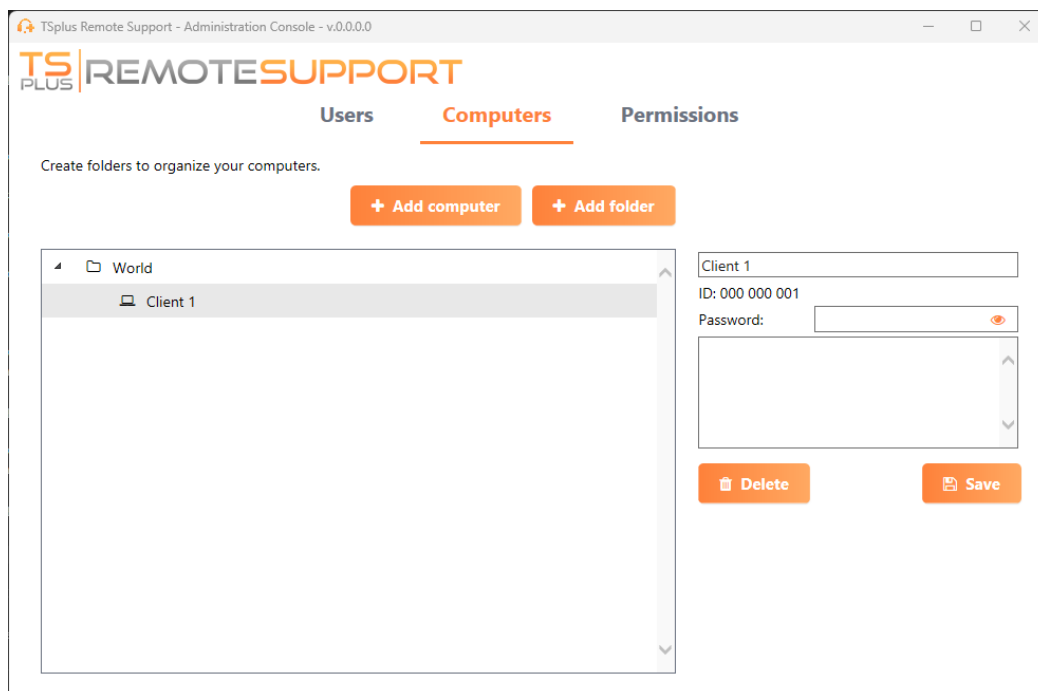 TSplus Remote Support - Administration Console - v.0.0.0.0
TS PLUS REMOTESUPPORT
Users Computers Permissions
Create folders to organize your computers.
+ Add computer + Add folder
World
Client 1
Client 1
ID: 000 000 001
Password:
Delete Save